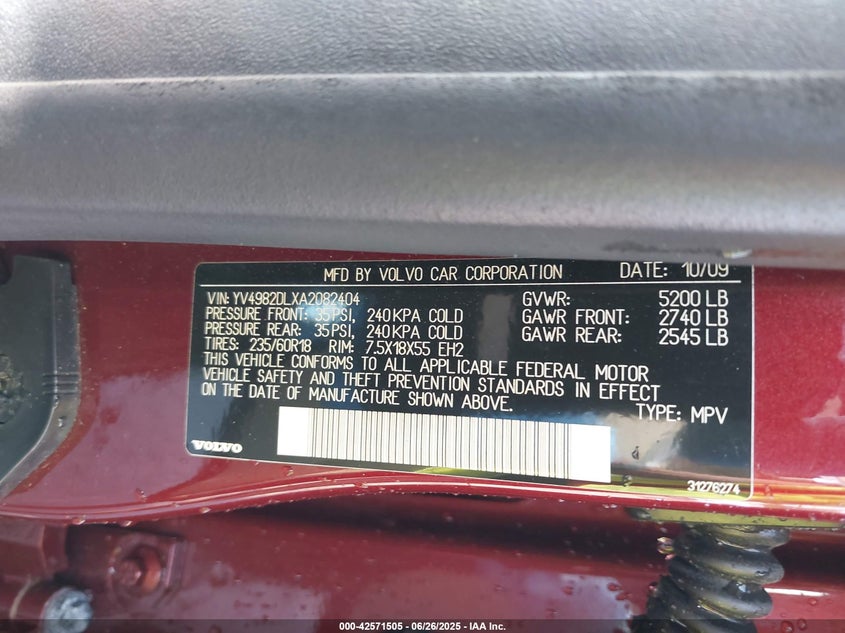 MFD BY VOLVO CAR CORPORATION DATE: 10/09
VIN: YV4982DLXA2082404 GVWR: 5200 LB
PRESSURE FRONT: 35PSI, 240KPA COLD GAWR FRONT: 2740 LB
PRESSURE REAR: 35PSI, 240KPA COLD GAWR REAR: 2545 LB
TIRES: 235/60R18 RIM: 7.5X18X55 EH2
THIS VEHICLE CONFORMS TO ALL APPLICABLE FEDERAL MOTOR
VEHICLE SAFETY AND THEFT PREVENTION STANDARDS IN EFFECT
ON THE DATE OF MANUFACTURE SHOWN ABOVE.
TYPE: MPV
VOLVO
31276274
000-42571505 - 06/26/2025 - IAA Inc.